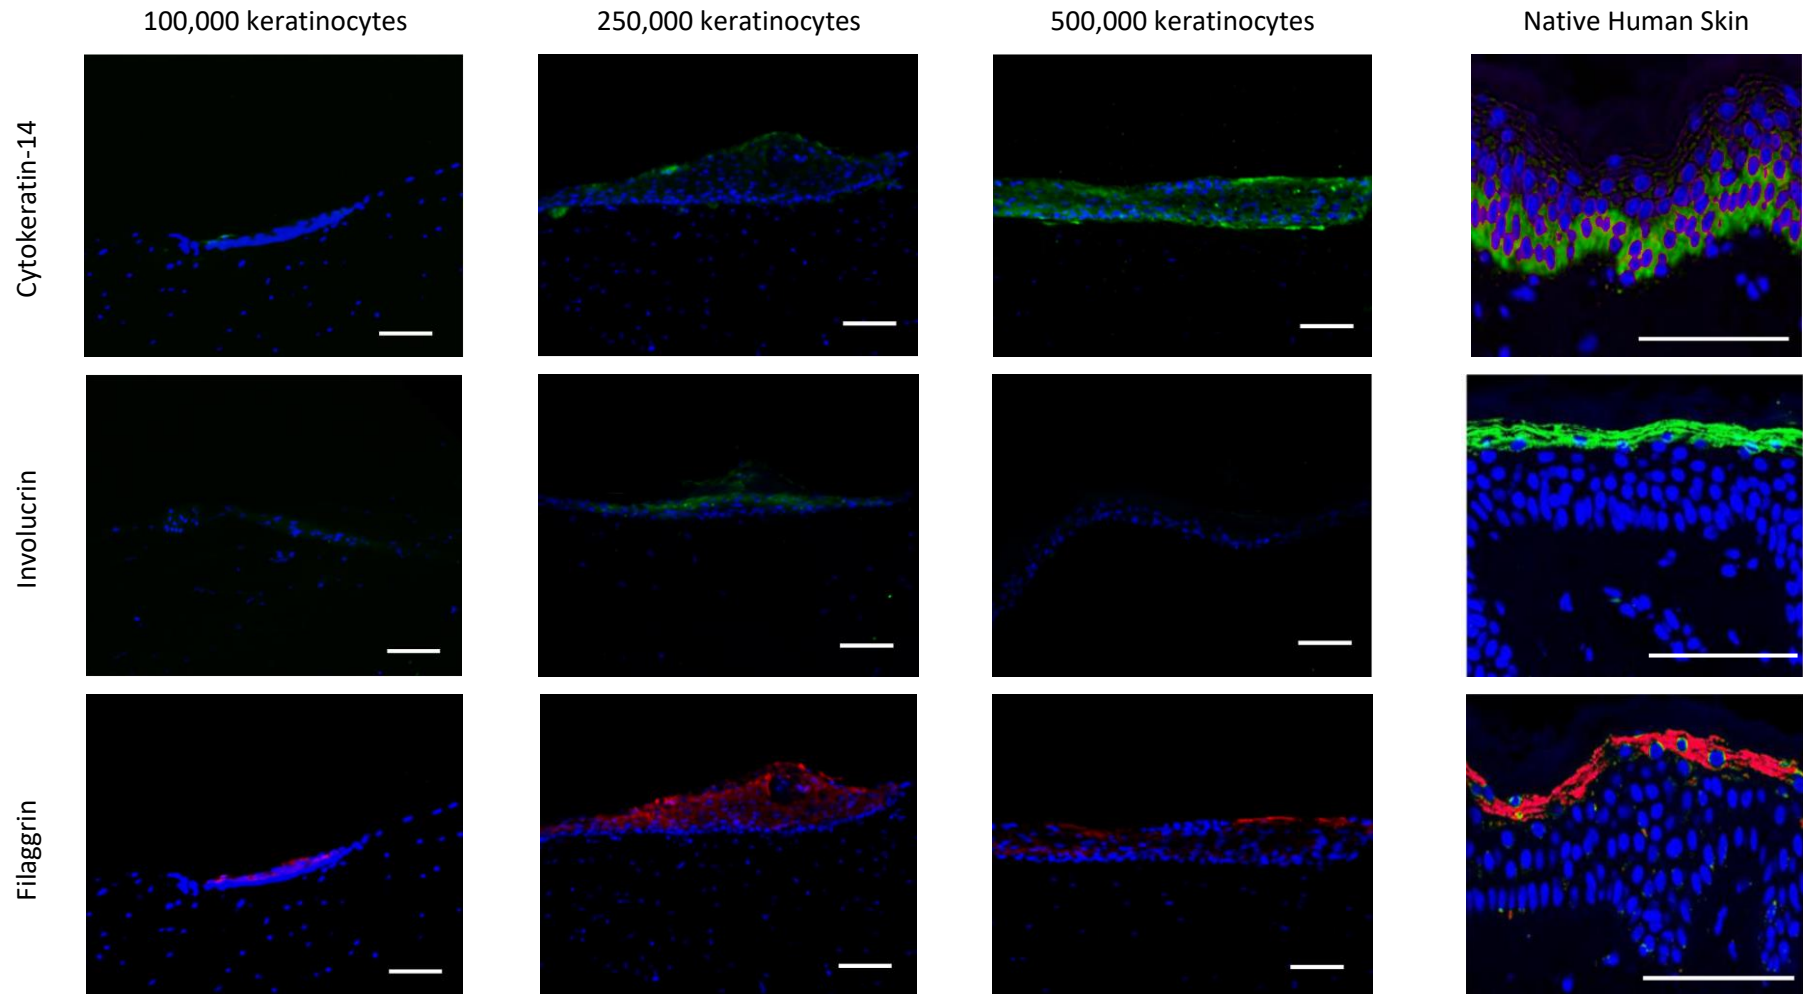 100,000 keratinocytes
250,000 keratinocytes
500,000 keratinocytes
Native Human Skin
Cytokeratin-14
Involucrin
Filaggrin